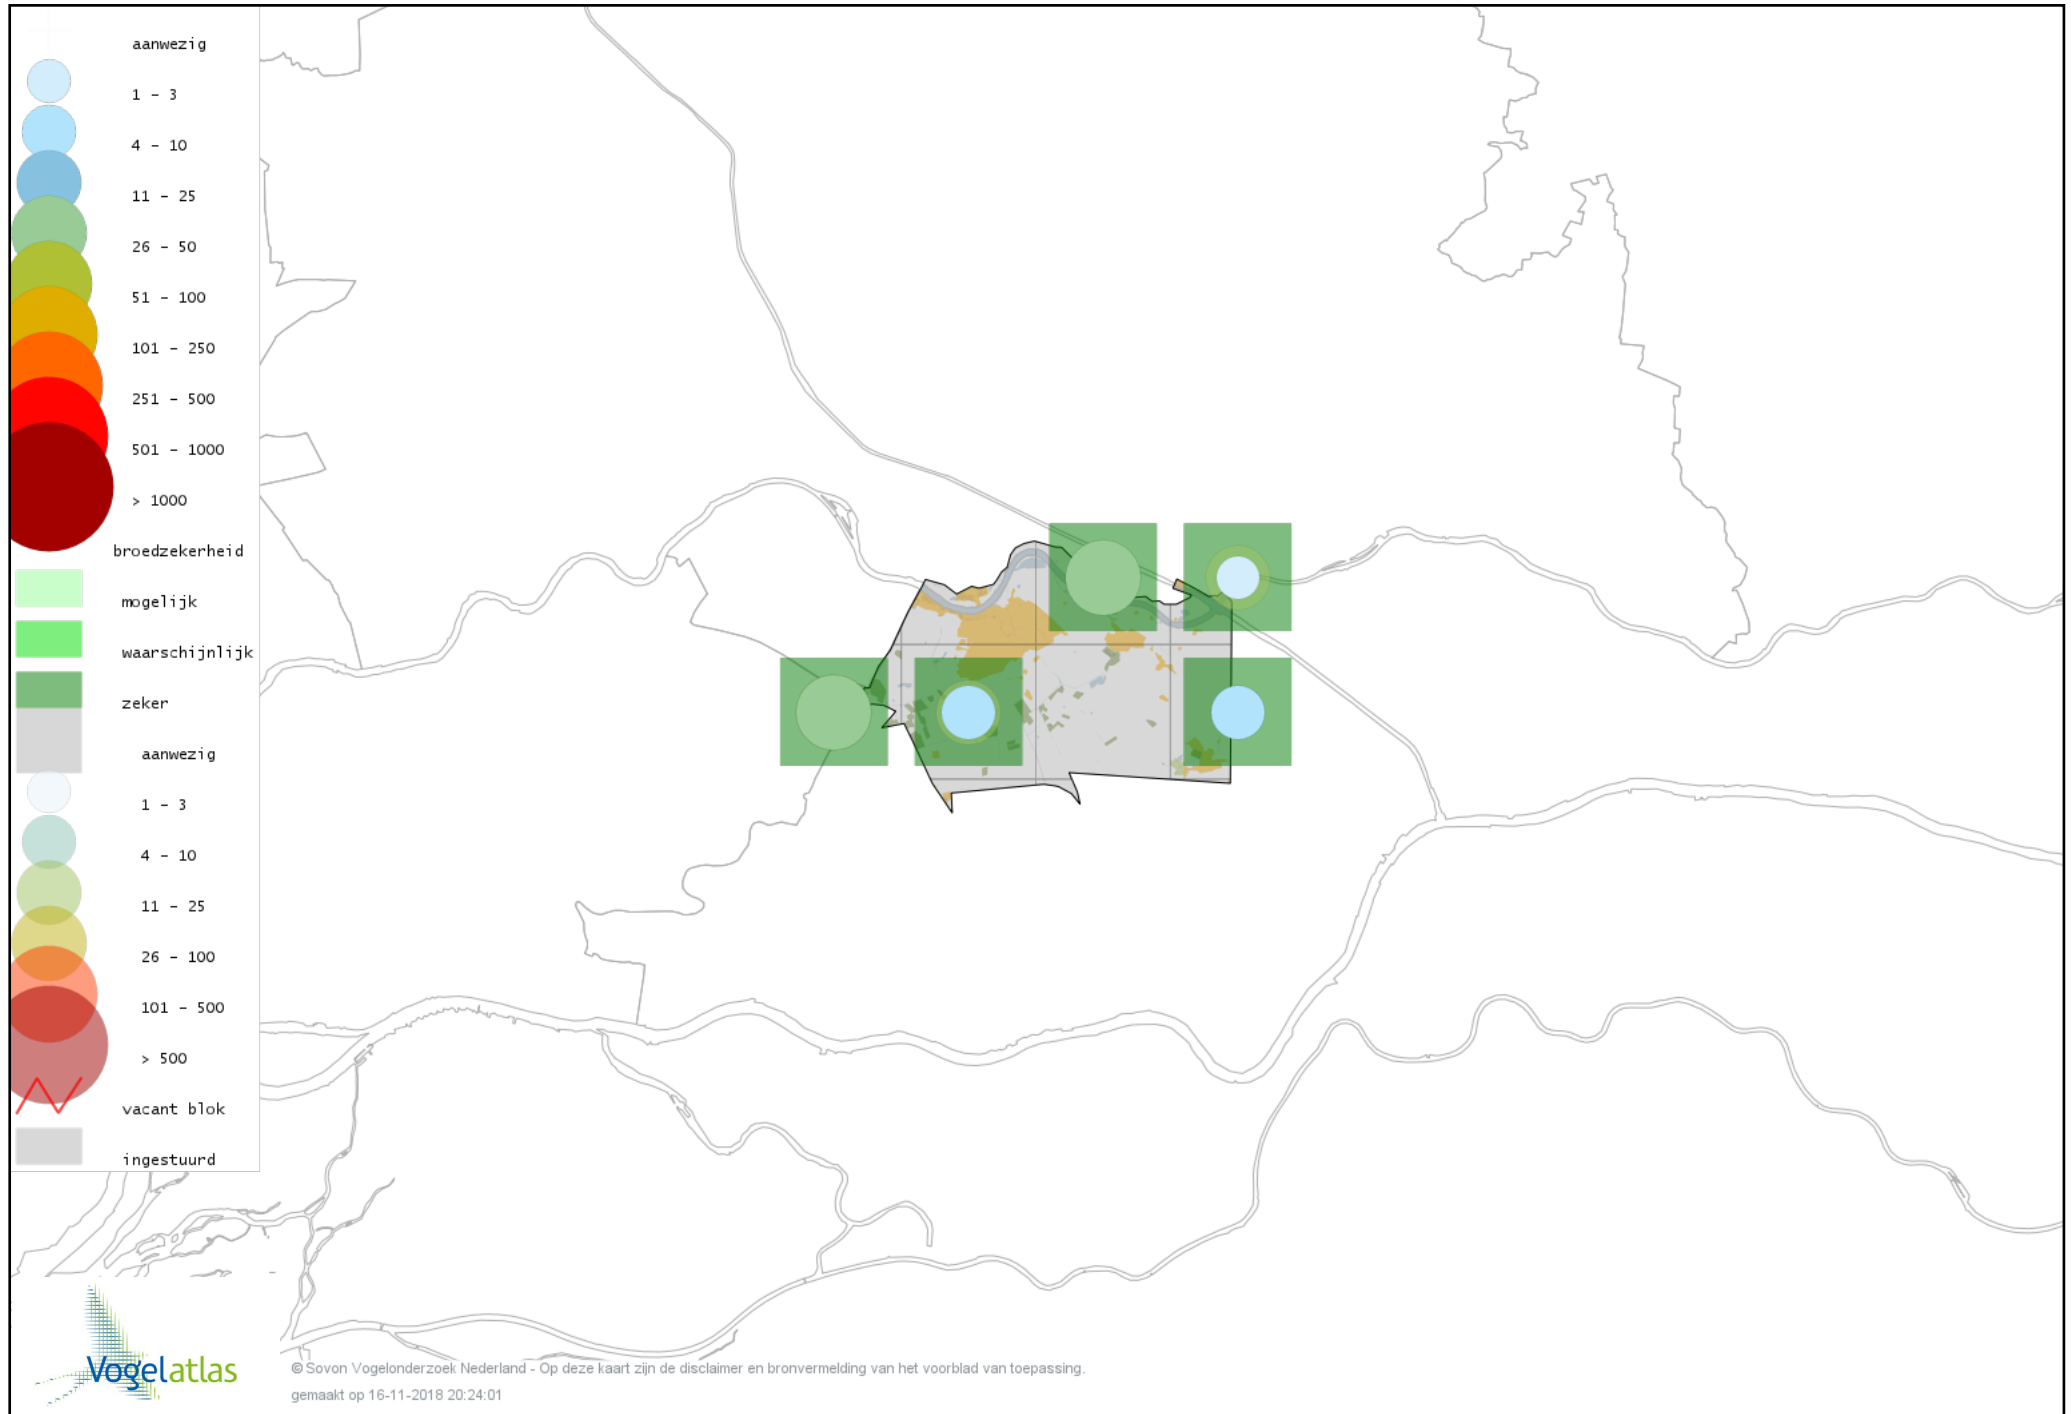 aanwezig
1 - 3
4 - 10
11 - 25
26 - 50
51 - 100
101 - 250
251 - 500
501 - 1000
> 1000
broedzekerheid
mogelijk
waarschijnlijk
zeker
aanwezig
1 - 3
4 - 10
11 - 25
26 - 100
101 - 500
> 500
vacant blok
ingestuurd
Vogelatlas
© Sovon Vogelonderzoek Nederland - Op deze kaart zijn de disclaimer en bronvermelding van het voorblad van toepassing.
gemaakt op 16-11-2018 20:24:01